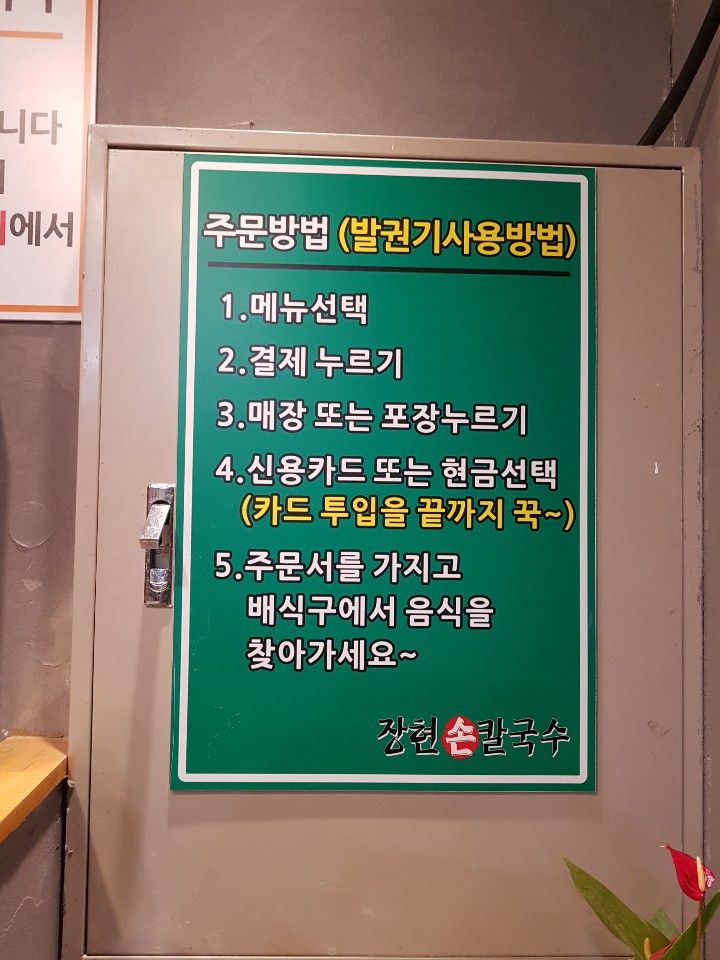 니다
에서
주문방법 (발권기사용방법)
1.메뉴선택
2.결제 누르기
3.매장 또는 포장누르기
4.신용카드 또는 현금선택
(카드 투입을 끝까지 꾹~)
5.주문서를 가지고
배식구에서 음식을
찾아가세요~
장현 손칼국수